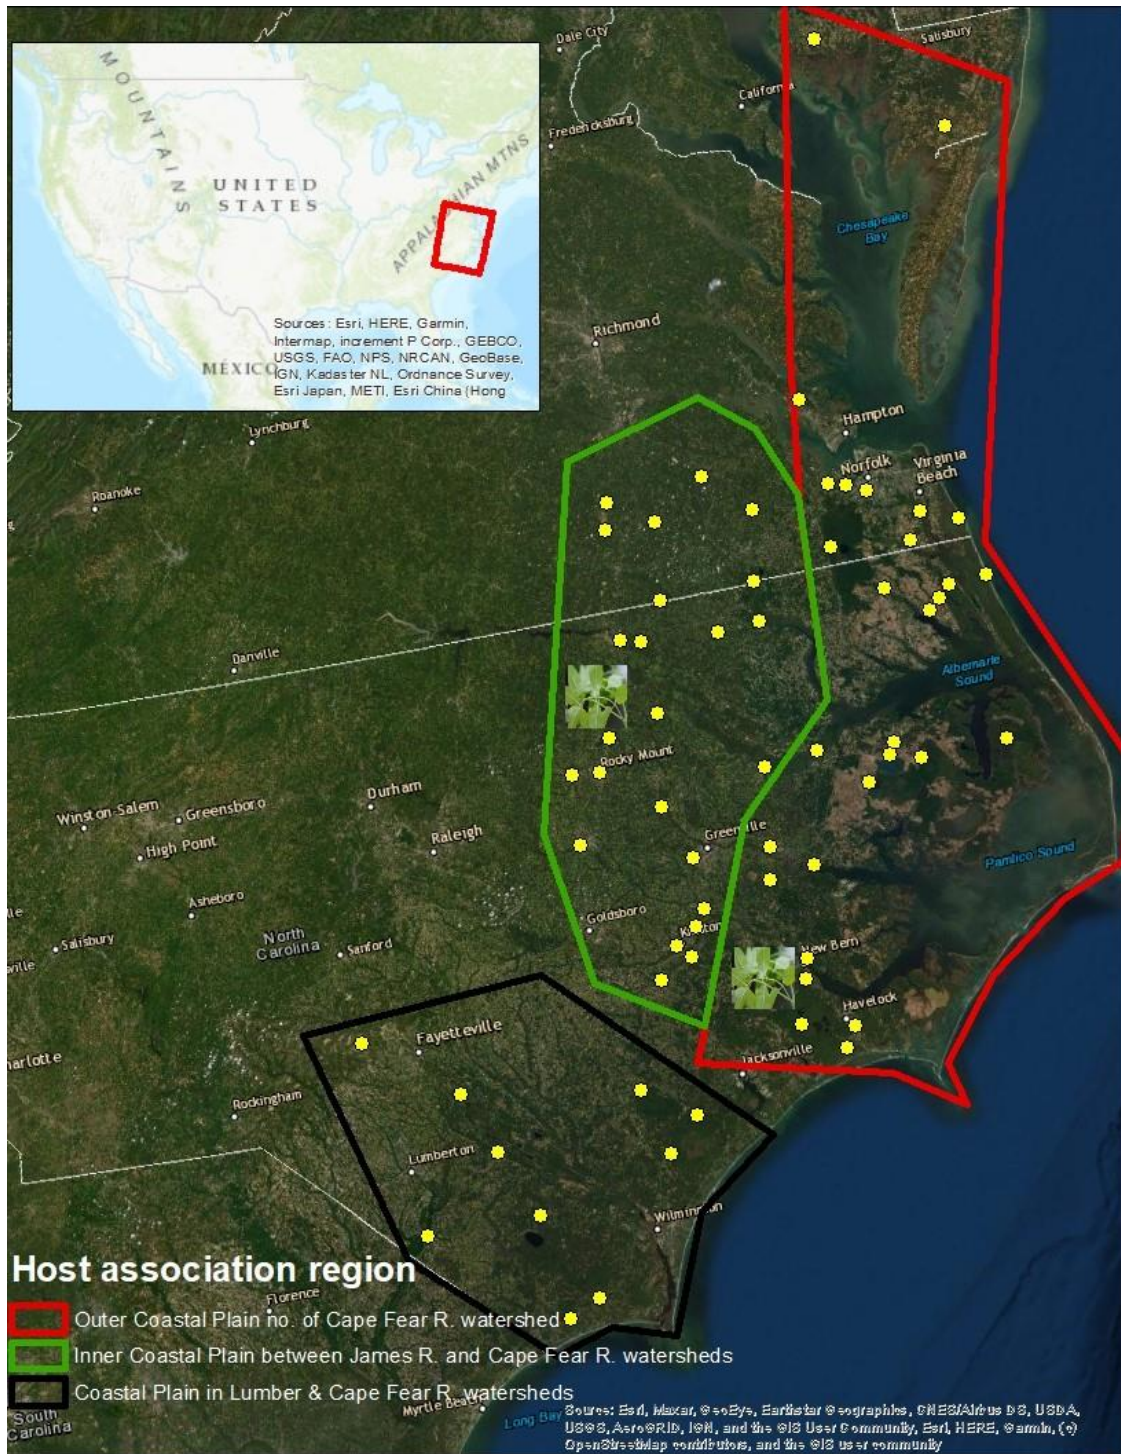 Dale City
Salisbury
California
Fredericksburg
MOUNTAINS
UNITED
STATES
APPALACHIAN MTNS
MÉXICO
Sources: Esri, HERE, Garmin,
Intermap, increment P Corp., GEBCO,
USGS, FAO, NPS, NRCAN, GeoBase,
IGN, Kadaster NL, Ordnance Survey,
Esri Japan, METI, Esri China (Hong
Chesapeake
Bay
Richmond
Lynchburg
Hampton
Norfolk
Virginia
Beach
Roanoke
Danville
Albemarle
Sound
Rocky Mount
Winston-Salem
Greensboro
Durham
High Point
Raleigh
Greenville
Pamlico Sound
Asheboro
Goldsboro
lle
Salisbury
North
Carolina
Sanford
New Bern
ville
Havelock
Fayetteville
Jacksonville
harlotte
Rockingham
Lumberton
Wilmington
Host association region
Florence
Outer Coastal Plain no. of Cape Fear R. watershed
Inner Coastal Plain between James R. and Cape Fear R. watersheds
Coastal Plain in Lumber & Cape Fear R. watersheds
Myrtle Beach
South
Carolina
Long Bay
Source: Esri, Maxar, GeoEye, Earthstar Geographics, CNES/Airbus DS, USDA,
USGS, AeroGRID, IGN, and the GIS User Community, Esri, HERE, Garmin, (c)
OpenStreetMap contributors, and the GIS user community